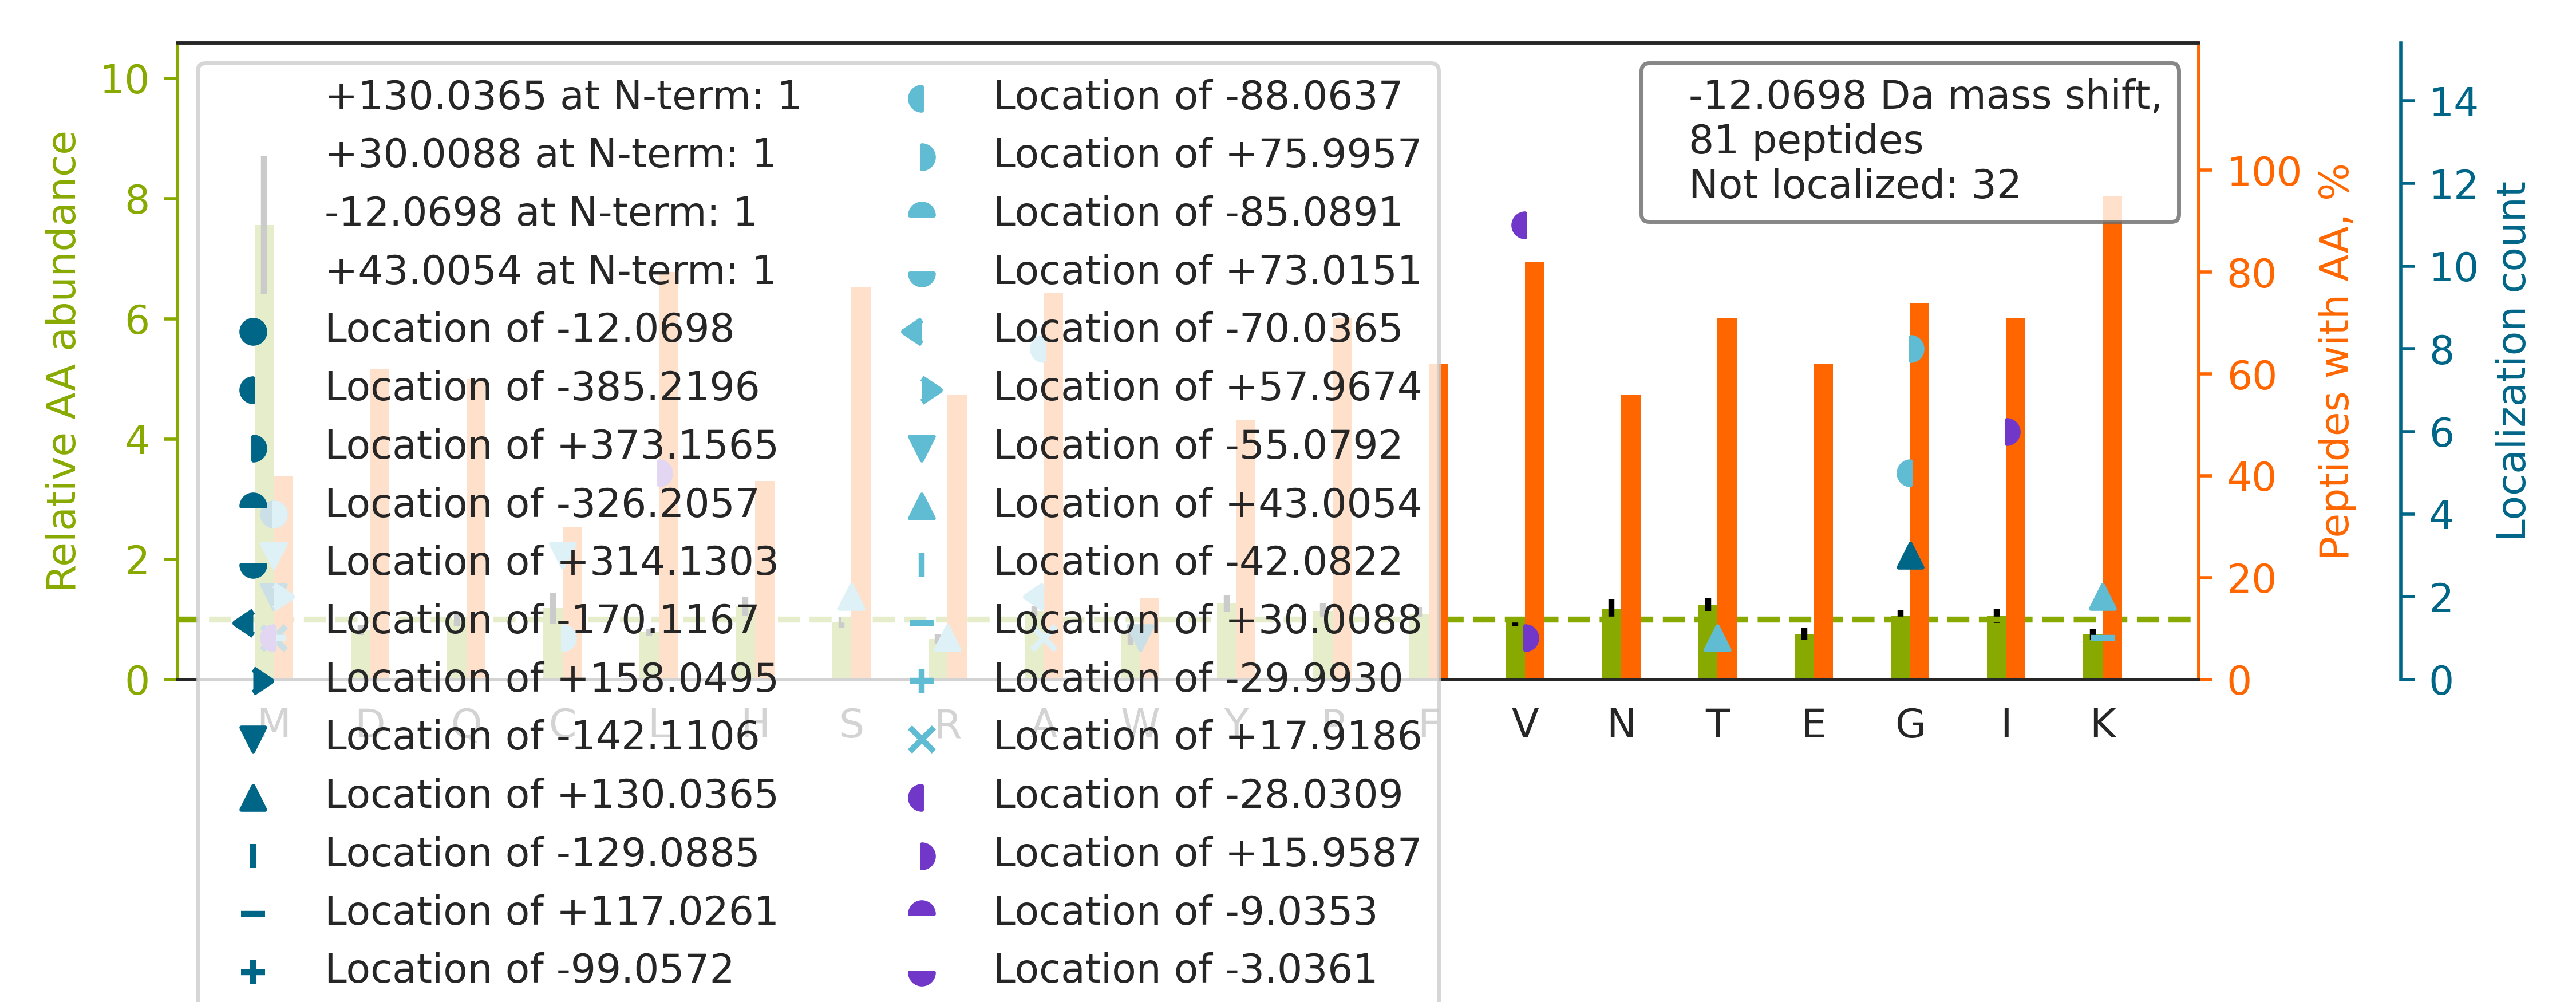 10
8
6
4
2
0
Relative AA abundance
+130.0365 at N-term: 1
+30.0088 at N-term: 1
-12.0698 at N-term: 1
+43.0054 at N-term: 1
Location of -12.0698
Location of -385.2196
Location of +373.1565
Location of -326.2057
Location of +314.1303
Location of -170.1167
Location of +158.0495
Location of -142.1106
Location of +130.0365
Location of -129.0885
Location of +117.0261
Location of -99.0572
Location of -88.0637
Location of +75.9957
Location of -85.0891
Location of +73.0151
Location of -70.0365
Location of +57.9674
Location of -55.0792
Location of +43.0054
Location of -42.0822
Location of +30.0088
Location of -29.9930
Location of +17.9186
Location of -28.0309
Location of +15.9587
Location of -9.0353
Location of -3.0361
-12.0698 Da mass shift,
81 peptides
Not localized: 32
M D Q C L H S R A W Y P F V N T E G I K
100
80
60
40
20
0
Peptides with AA, %
14
12
10
8
6
4
2
0
Localization count